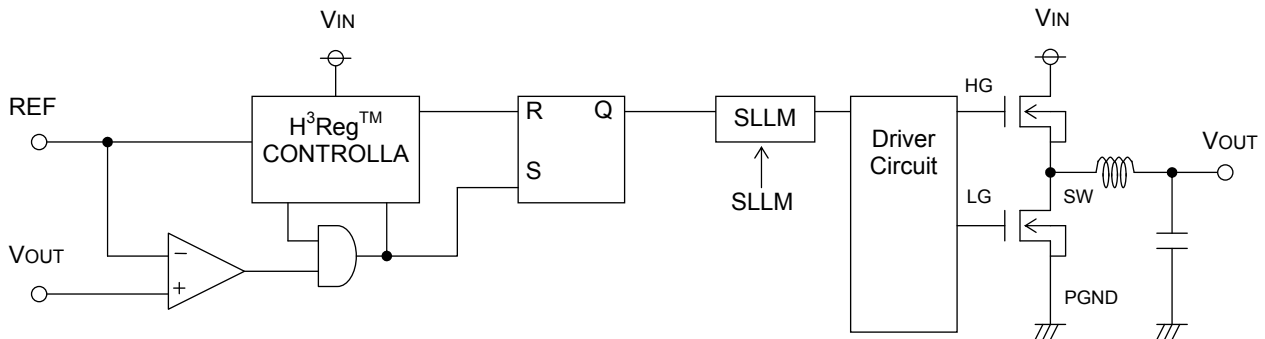 VIN
VIN
REF
H³Reg™
CONTROLLA
R
Q
S
SLLM
SLLM
Driver
Circuit
HG
LG
SW
VOUT
VOUT
−
+
PGND